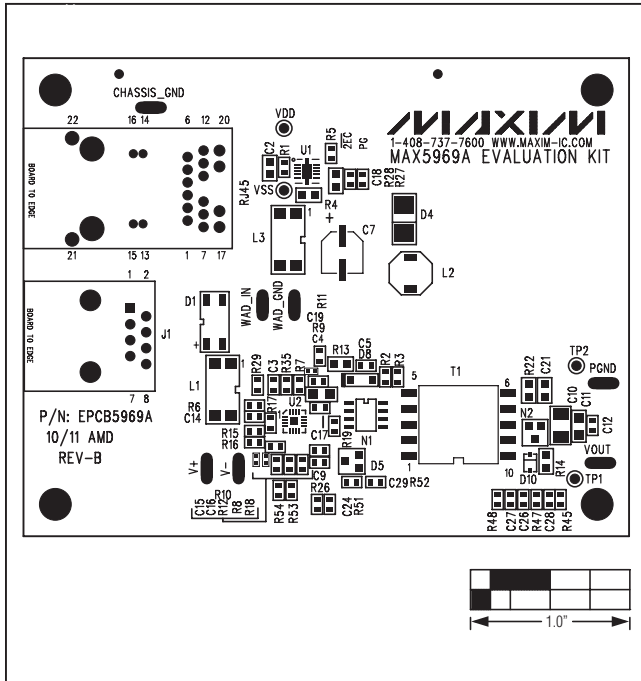 CHASSIS_GND
22
16 14
6
12 20
VDD
C2
R1
U1
R5
2EC
PG
MAXIM
1-408-737-7600 WWW.MAXIM-IC.COM
MAX5969A EVALUATION KIT
BOARD TO EDGE
RJ45
VSS
C18
R28
R27
R4
+
1
L3
C7
D4
L2
21
15 13
1
7
17
1 2
BOARD TO EDGE
J1
7 8
D1
+
WAD_IN
WAD_GND
R11
C19
R9
C4
R13
C5
D8
R2
R3
5
T1
6
R22
C21
TP2
PGND
L1
1
R29
C3
R35
R7
R6
C14
R17
U2
R15
R16
C17
R19
N1
1
10
N2
C10
C11
C12
P/N: EPCB5969A
10/11 AMD
REV-B
V+
V-
C9
D5
D10
R14
VOUT
TP1
C29
R52
R10
C15
C16
R12
R8
R18
R54
R53
R26
C24
R51
R48
C27
C26
R47
C28
R45
1.0"